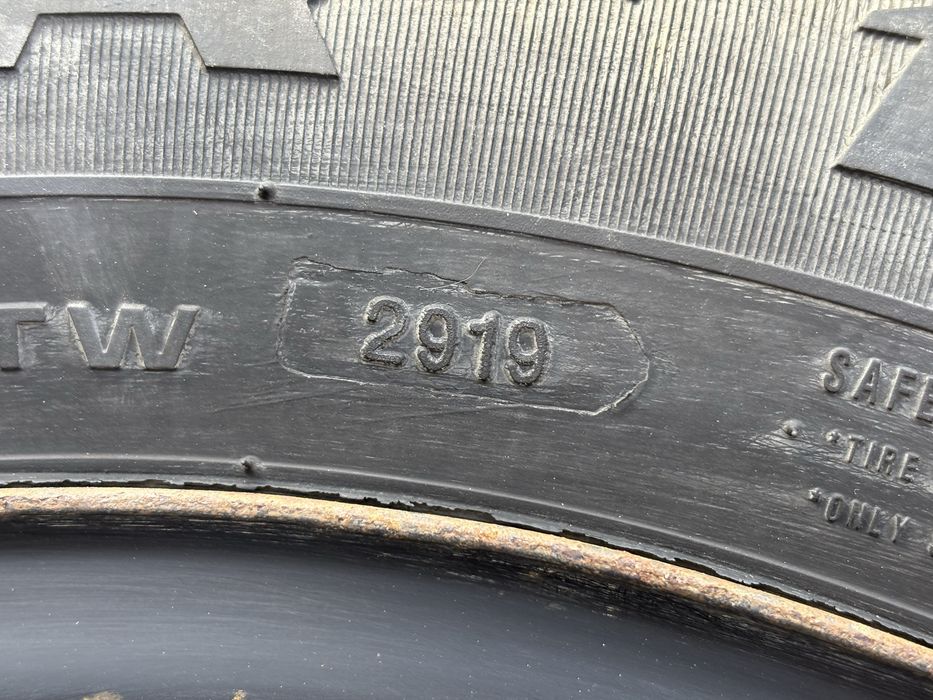 TW 2919
SAFE
*TIRE
*ONLY